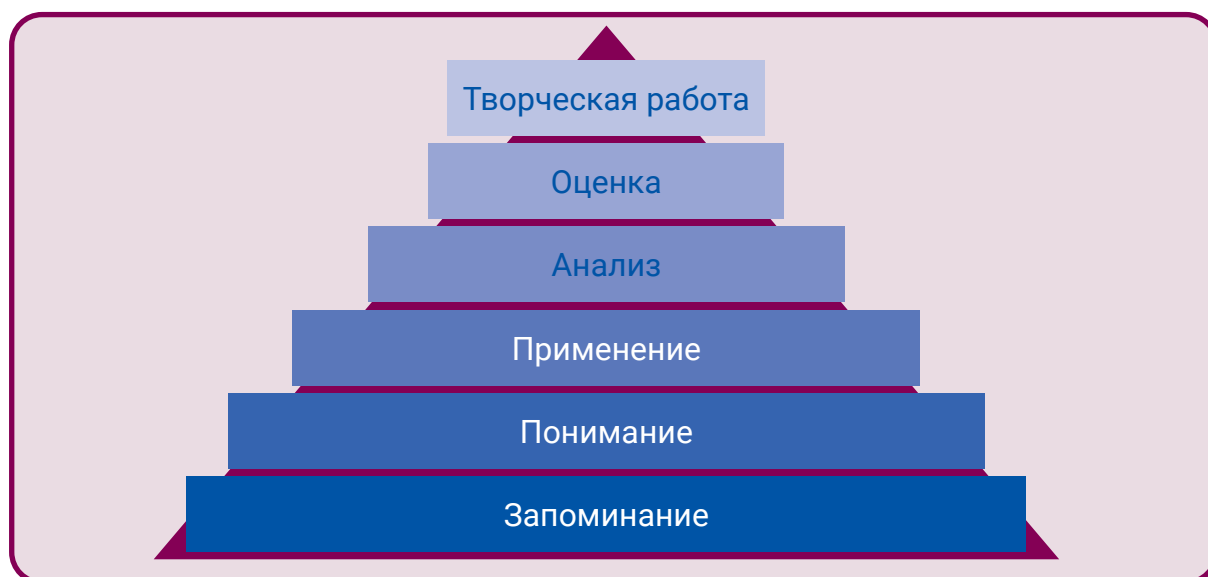 Творческая работа
Оценка
Анализ
Применение
Понимание
Запоминание